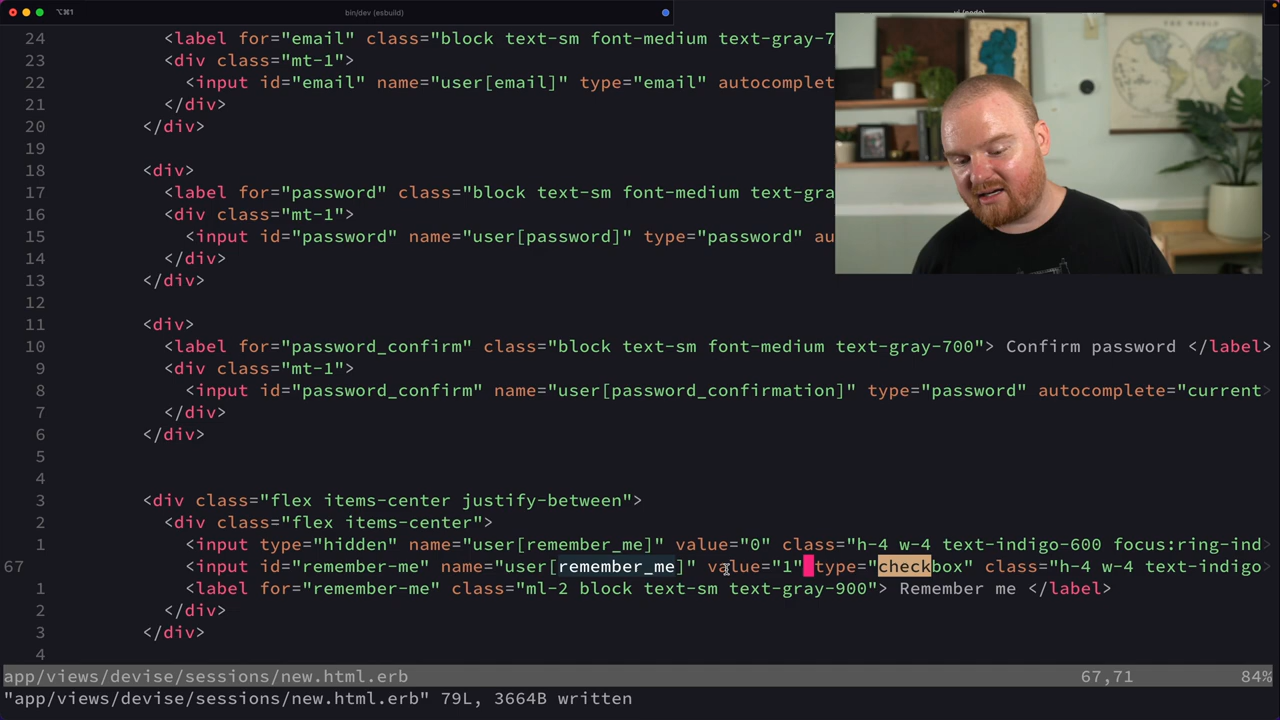 ⌥⌘1 bin/dev (esbuild) vi (node)
24 <label for="email" class="block text-sm font-medium text-gray-7
23 <div class="mt-1">
22 <input id="email" name="user[email]" type="email" autocomplet
21 </div>
20 </div>
19
18 <div>
17 <label for="password" class="block text-sm font-medium text-gra
16 <div class="mt-1">
15 <input id="password" name="user[password]" type="password" au
14 </div>
13 </div>
12
11 <div>
10 <label for="password_confirm" class="block text-sm font-medium text-gray-700"> Confirm password </label>
9 <div class="mt-1">
8 <input id="password_confirm" name="user[password_confirmation]" type="password" autocomplete="current>
7 </div>
6 </div>
5
4
3 <div class="flex items-center justify-between">
2 <div class="flex items-center">
1 <input type="hidden" name="user[remember_me]" value="0" class="h-4 w-4 text-indigo-600 focus:ring-ind>
67 <input id="remember-me" name="user[remember_me]" value="1" type="checkbox" class="h-4 w-4 text-indigo>
1 <label for="remember-me" class="ml-2 block text-sm text-gray-900"> Remember me </label>
2 </div>
3 </div>
4
app/views/devise/sessions/new.html.erb 67,71 84%
"app/views/devise/sessions/new.html.erb" 79L, 3664B written
THE WORLD